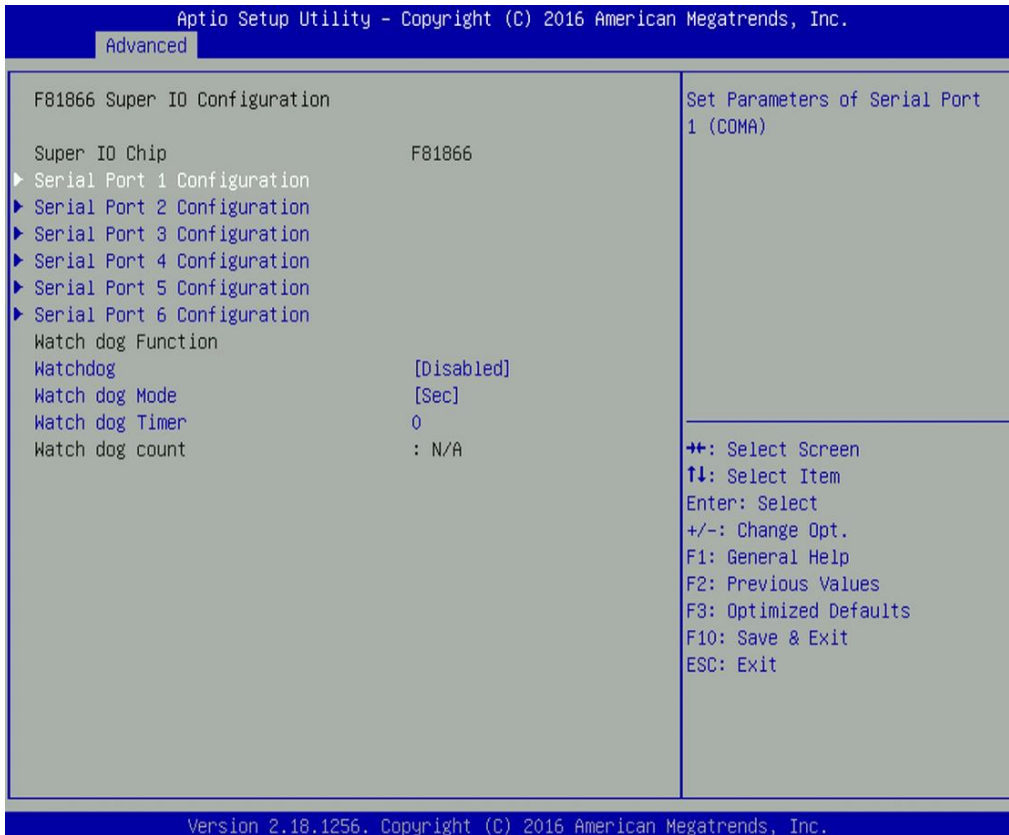 Aptio Setup Utility – Copyright (C) 2016 American Megatrends, Inc.
Advanced
F81866 Super IO Configuration
Super IO Chip F81866
Serial Port 1 Configuration
Serial Port 2 Configuration
Serial Port 3 Configuration
Serial Port 4 Configuration
Serial Port 5 Configuration
Serial Port 6 Configuration
Watch dog Function
Watchdog [Disabled]
Watch dog Mode [Sec]
Watch dog Timer 0
Watch dog count : N/A
Set Parameters of Serial Port
1 (COMA)
→←: Select Screen
↑↓: Select Item
Enter: Select
+/-: Change Opt.
F1: General Help
F2: Previous Values
F3: Optimized Defaults
F10: Save & Exit
ESC: Exit
Version 2.18.1256. Copyright (C) 2016 American Megatrends, Inc.